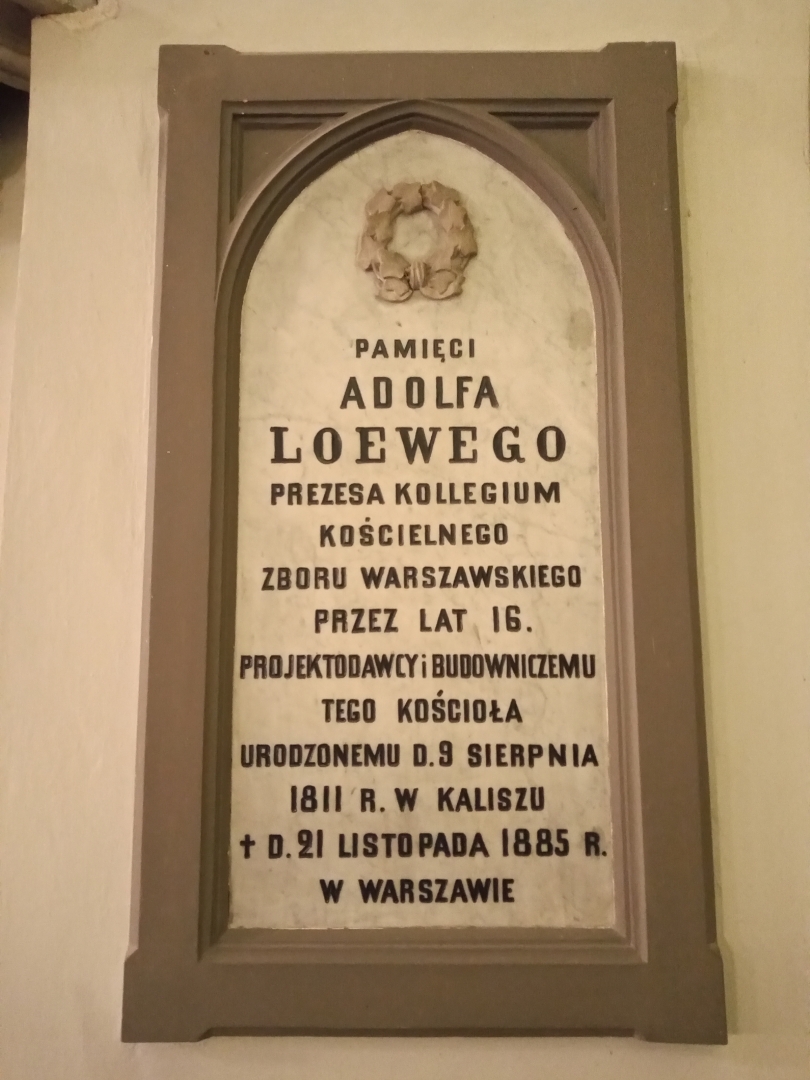 PAMIĘCI
ADOLFA
LOEWEGO
PREZESA KOLLEGIUM
KOŚCIELNEGO
ZBORU WARSZAWSKIEGO
PRZEZ LAT 16.
PROJEKTODAWCY i BUDOWNICZEMU
TEGO KOŚCIOŁA
URODZONEMU D. 9 SIERPNIA
1811 R. W KALISZU
† D. 21 LISTOPADA 1885 R.
W WARSZAWIE